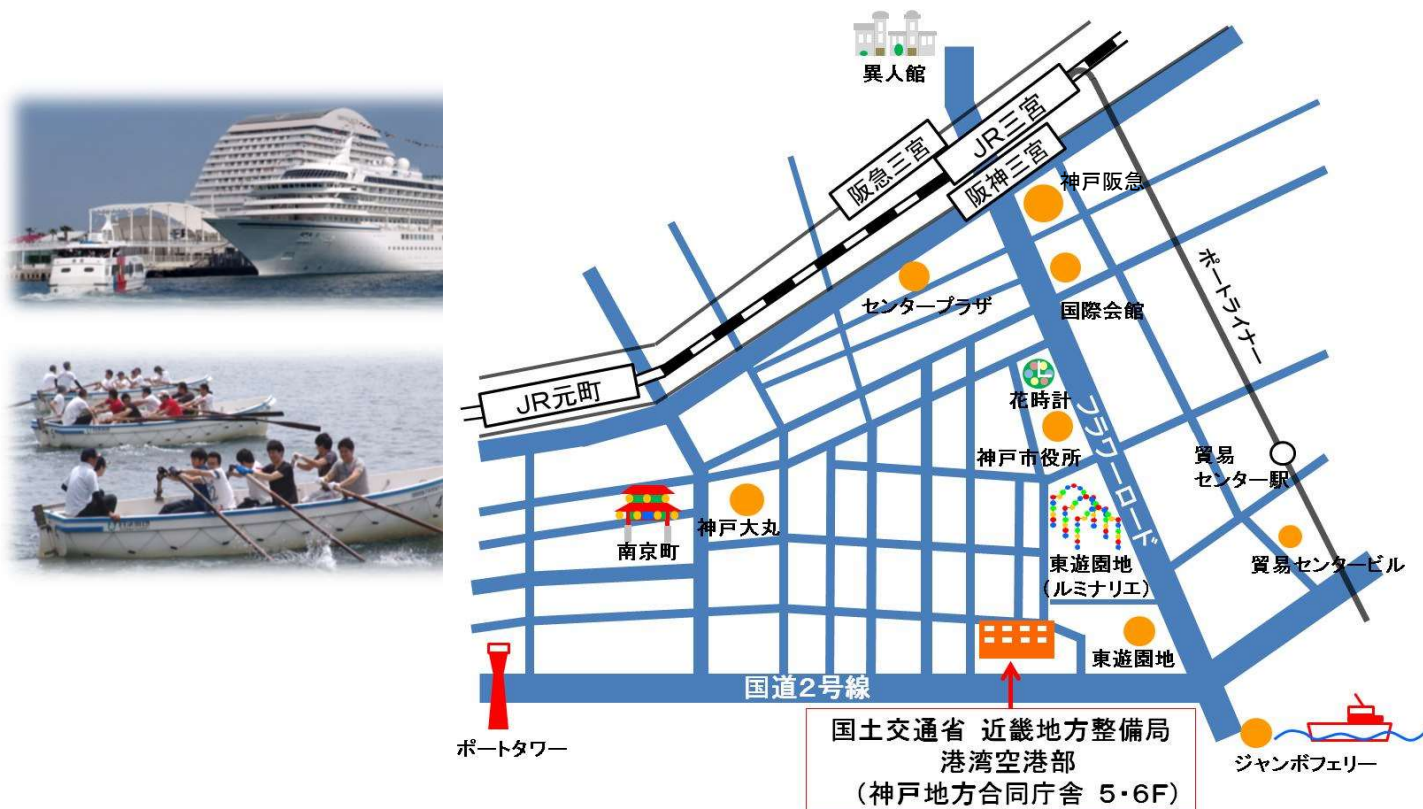 異人館
JR三宮
阪急三宮
阪神三宮
神戸阪急
センタープラザ
国際会館
ポートライナー
JR元町
花時計
フラワーロード
神戸市役所
貿易
センター駅
南京町
神戸大丸
東遊園地
(ルミナリエ)
貿易センタービル
東遊園地
国道2号線
ポートタワー
国土交通省 近畿地方整備局
港湾空港部
(神戸地方合同庁舎 5・6F)
ジャンボフェリー